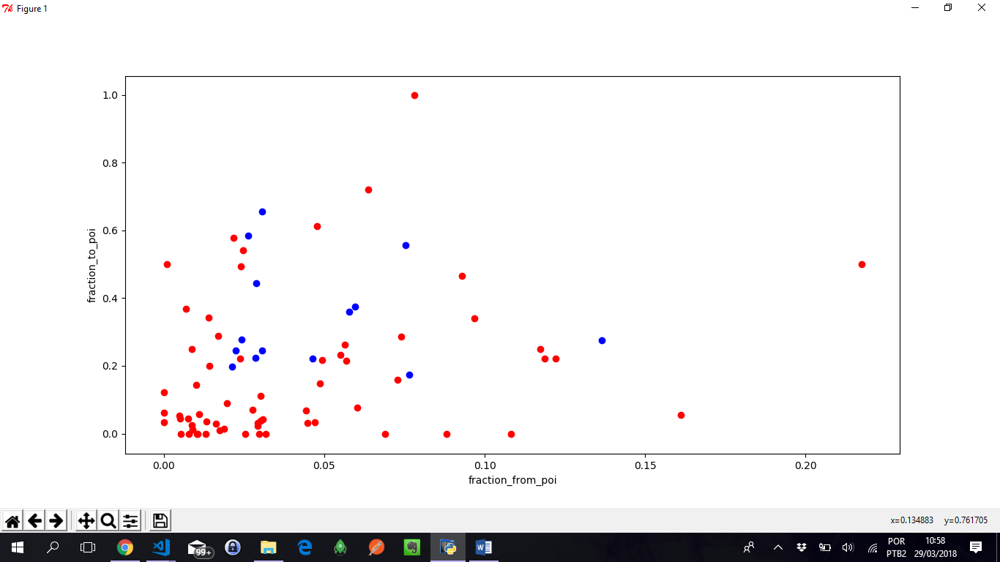 Figure 1
1.0
0.8
0.6
0.4
0.2
0.0
fraction_to_poi
0.00 0.05 0.10 0.15 0.20
fraction_from_poi
x=0.134883 y=0.761705
99+
POR 10:58
PTB2 29/03/2018